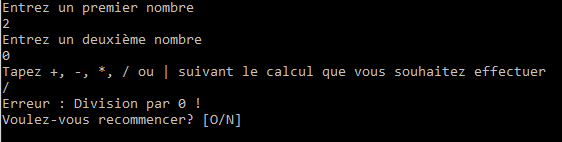 Entrez un premier nombre
2
Entrez un deuxième nombre
0
Tapez +, -, *, / ou | suivant le calcul que vous souhaitez effectuer
/
Erreur : Division par 0 !
Voulez-vous recommencer? [O/N]